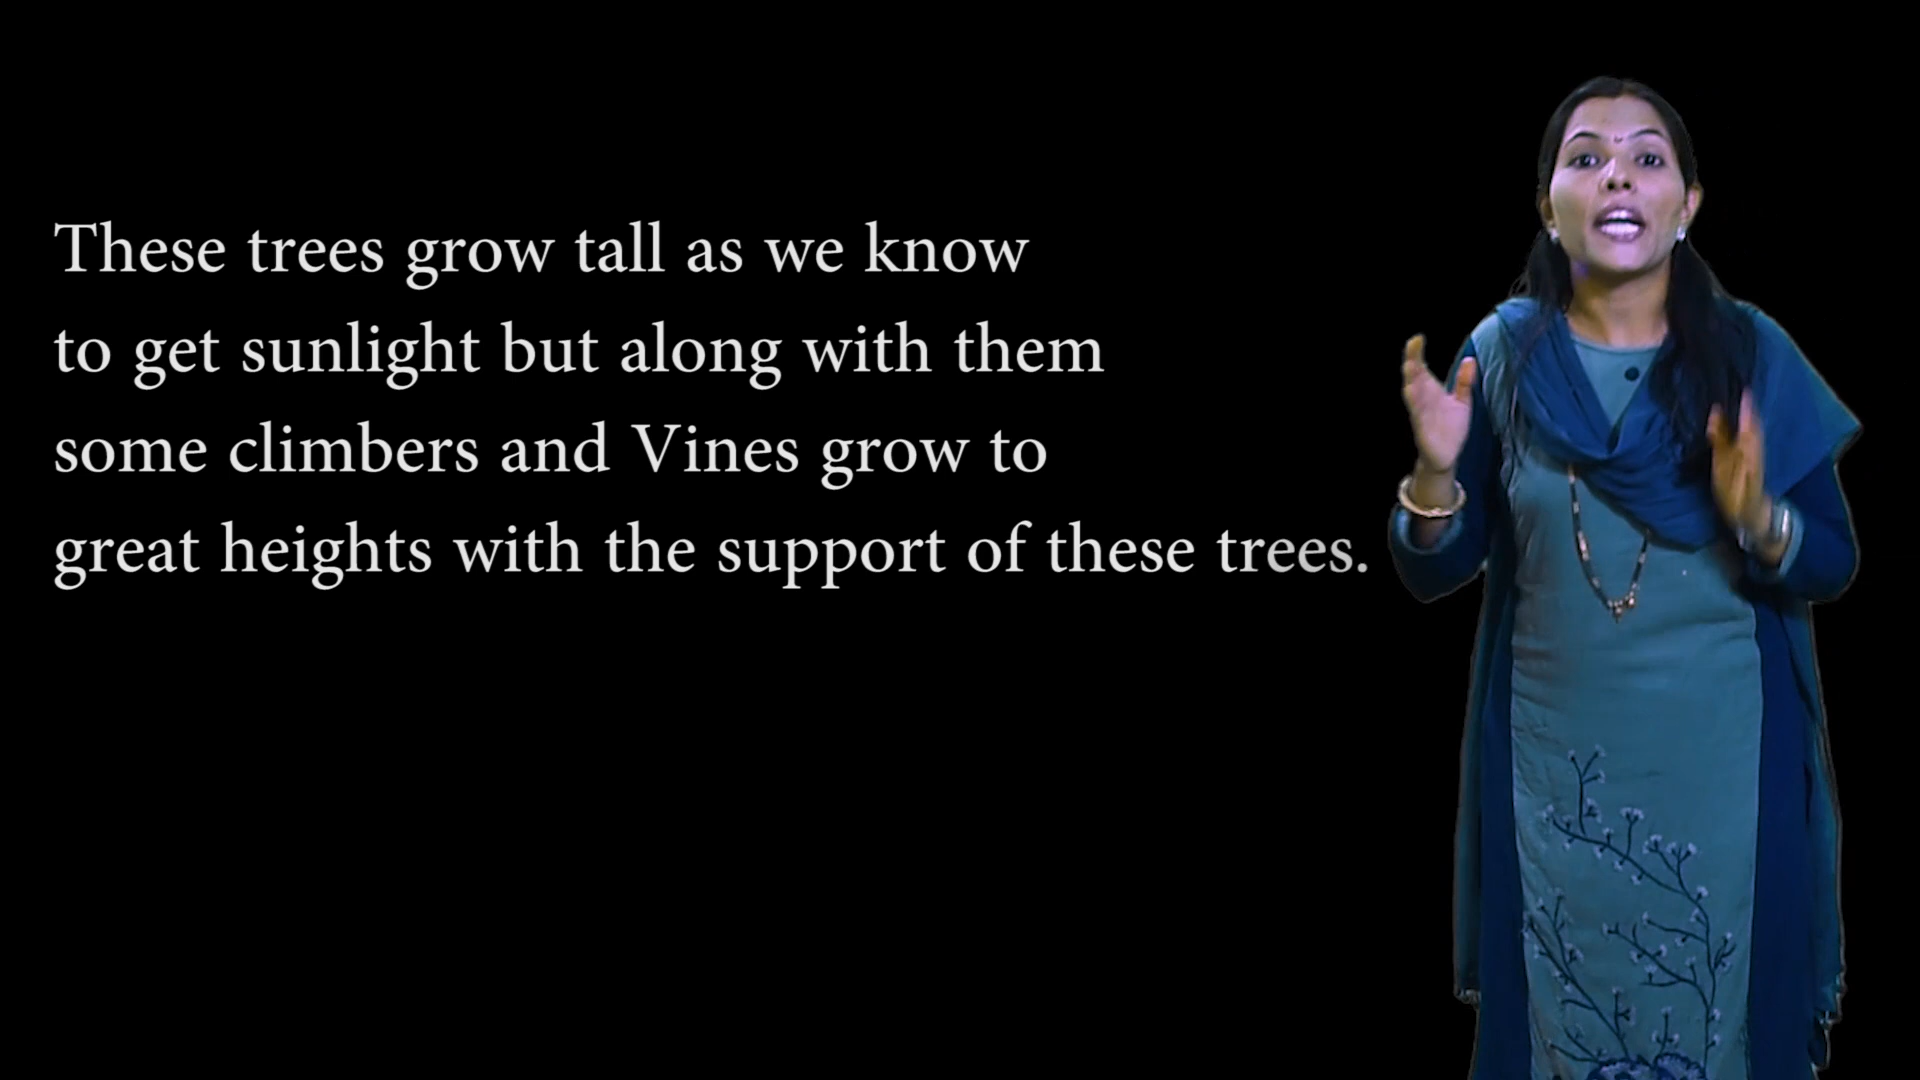 These trees grow tall as we know
to get sunlight but along with them
some climbers and Vines grow to
great heights with the support of these trees.